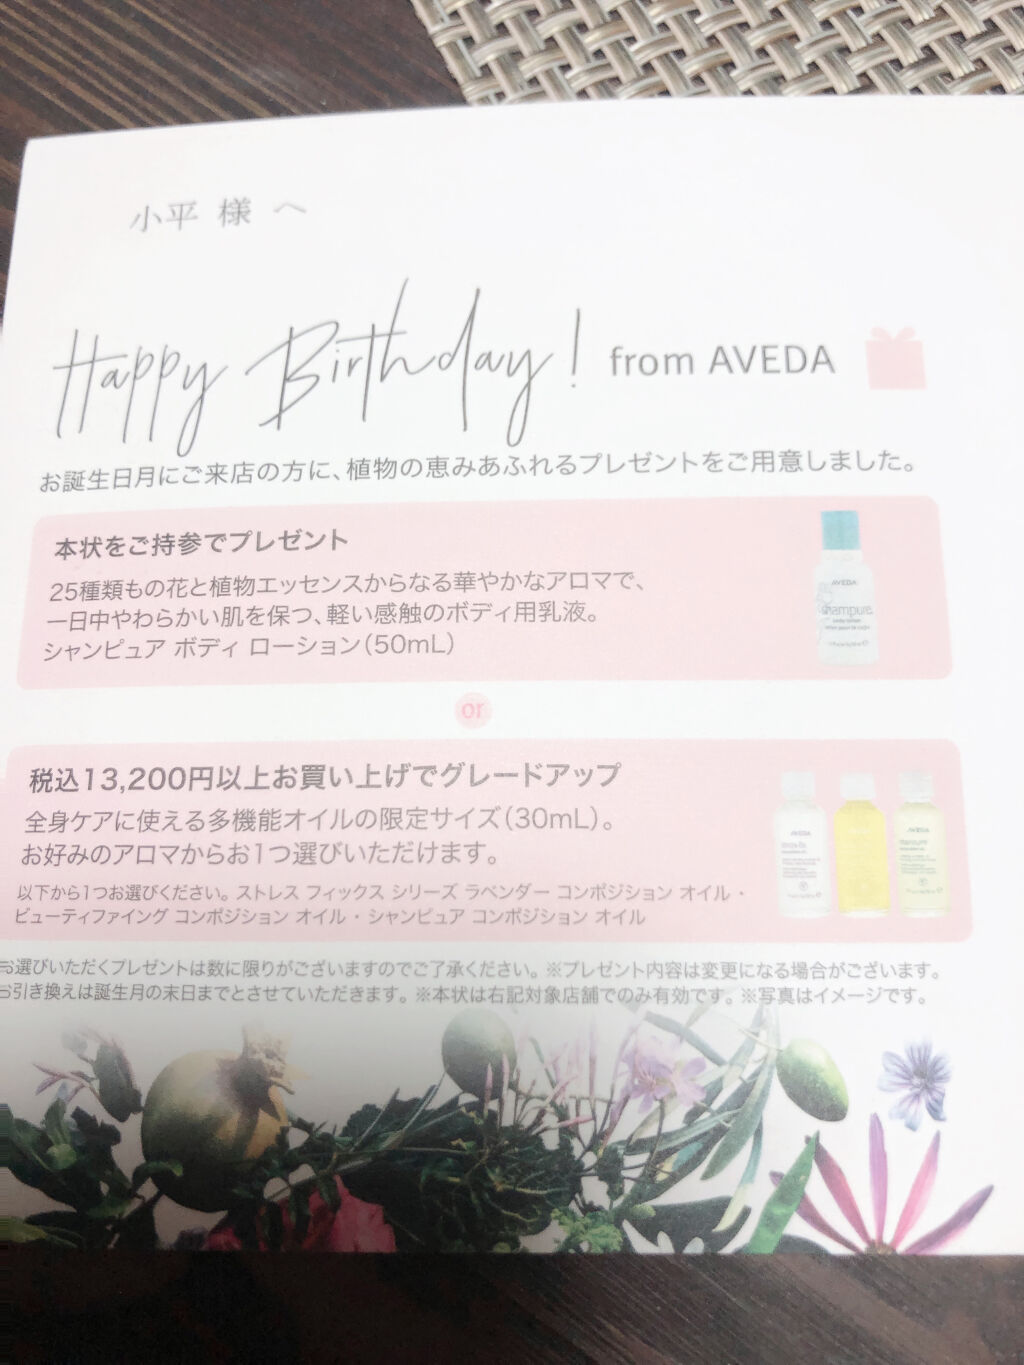 小平 様 へ
Happy Birthday! from AVEDA
お誕生日月にご来店の方に、植物の恵みあふれるプレゼントをご用意しました。
本状をご持参でプレゼント
25種類もの花と植物エッセンスからなる華やかなアロマで、
一日中やわらかい肌を保つ、軽い感触のボディ用乳液。
シャンピュア ボディ ローション(50mL)
AVEDA
shampure
body lotion
or
税込13,200円以上お買い上げでグレードアップ
全身ケアに使える多機能オイルの限定サイズ(30mL)。
お好みのアロマからお1つ選びいただけます。
以下から1つお選びください。ストレス フィックス シリーズ ラベンダー コンポジション オイル・
ビューティファイング コンポジション オイル・シャンピュア コンポジション オイル
AVEDA
AVEDA
お選びいただくプレゼントは数に限りがございますのでご了承ください。※プレゼント内容は変更になる場合がございます。
お引き換えは誕生月の末日までとさせていただきます。※本状は右記対象店舗でのみ有効です。※写真はイメージです。